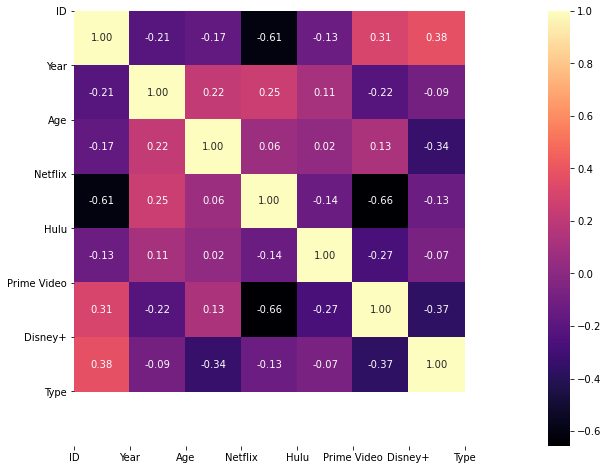 ID
1.00 -0.21 -0.17 -0.61 -0.13 0.31 0.38
Year
-0.21 1.00 0.22 0.25 0.11 -0.22 -0.09
Age
-0.17 0.22 1.00 0.06 0.02 0.13 -0.34
Netflix
-0.61 0.25 0.06 1.00 -0.14 -0.66 -0.13
Hulu
-0.13 0.11 0.02 -0.14 1.00 -0.27 -0.07
Prime Video
0.31 -0.22 0.13 -0.66 -0.27 1.00 -0.37
Disney+
0.38 -0.09 -0.34 -0.13 -0.07 -0.37 1.00
Type
ID Year Age Netflix Hulu Prime Video Disney+ Type
1.0
0.8
0.6
0.4
0.2
0.0
−0.2
−0.4
−0.6